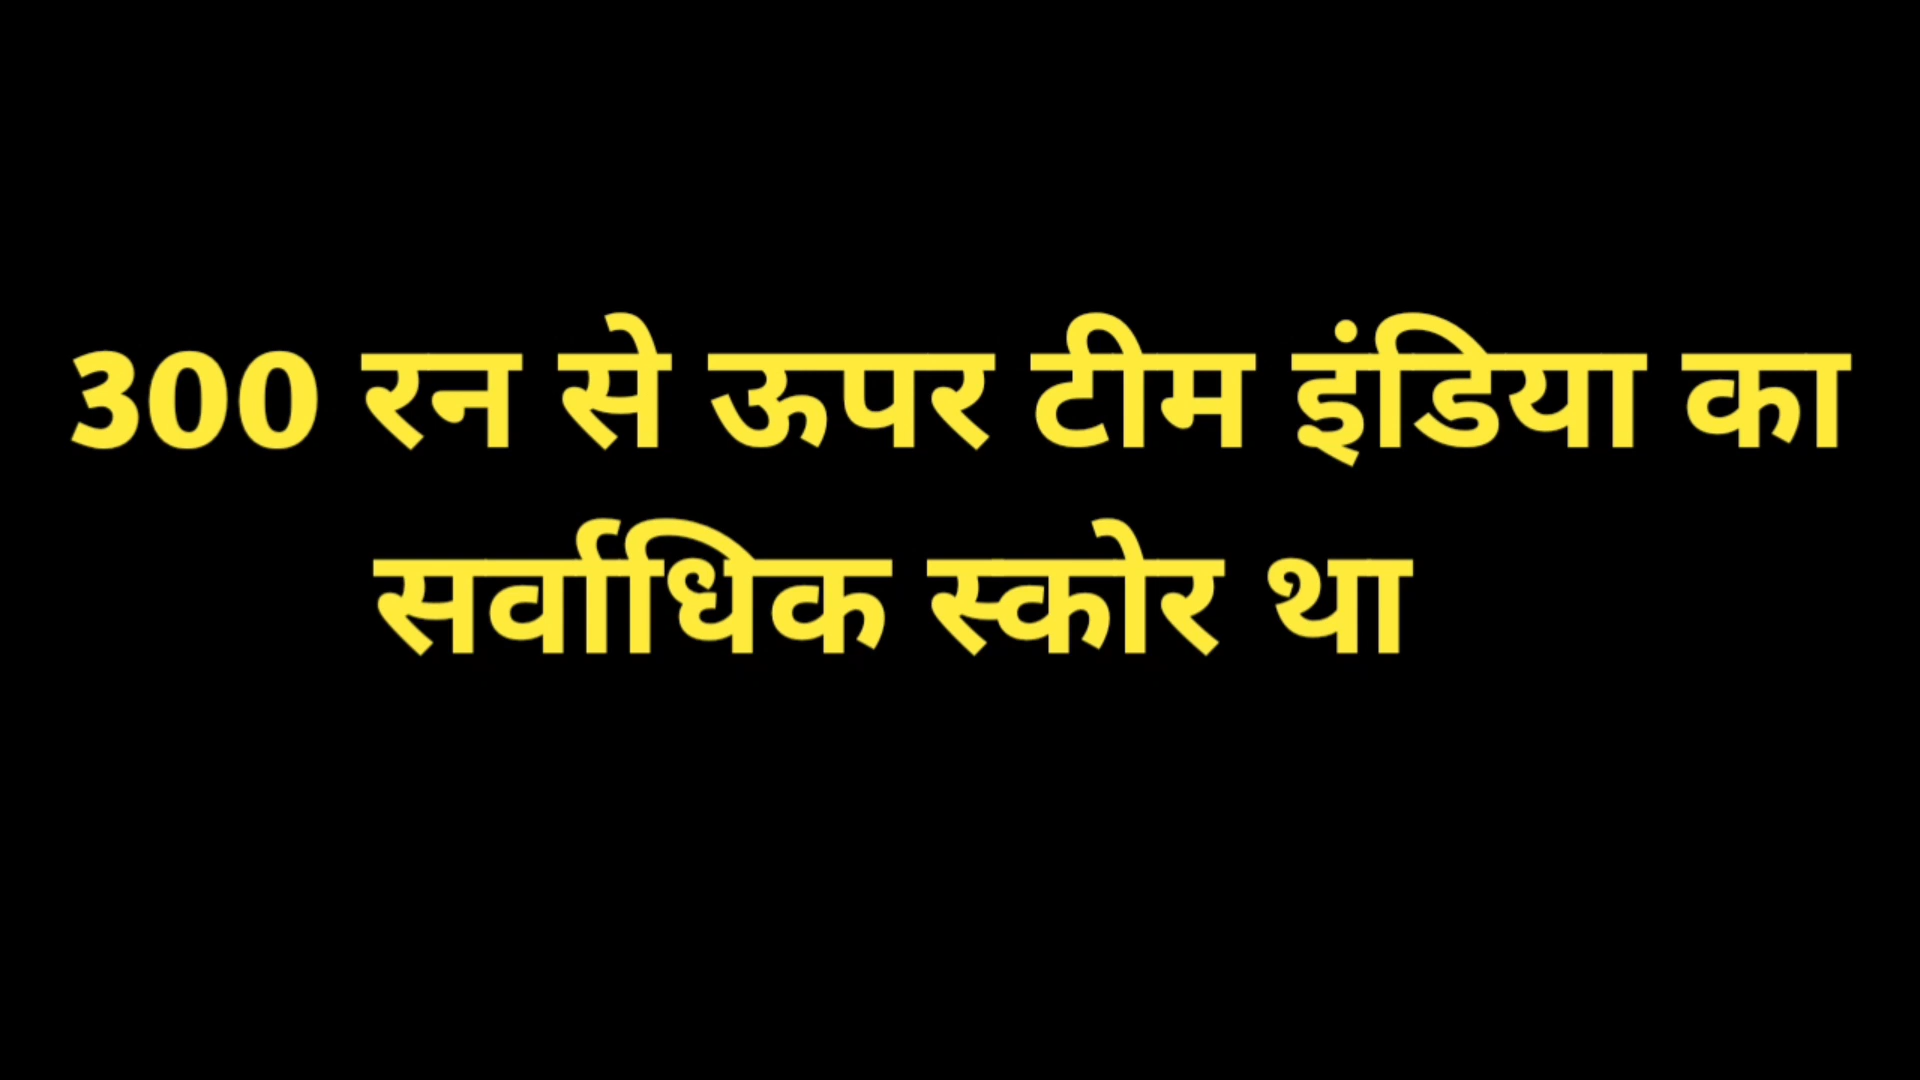 300 रन से ऊपर टीम इंडिया का
सर्वाधिक स्कोर था